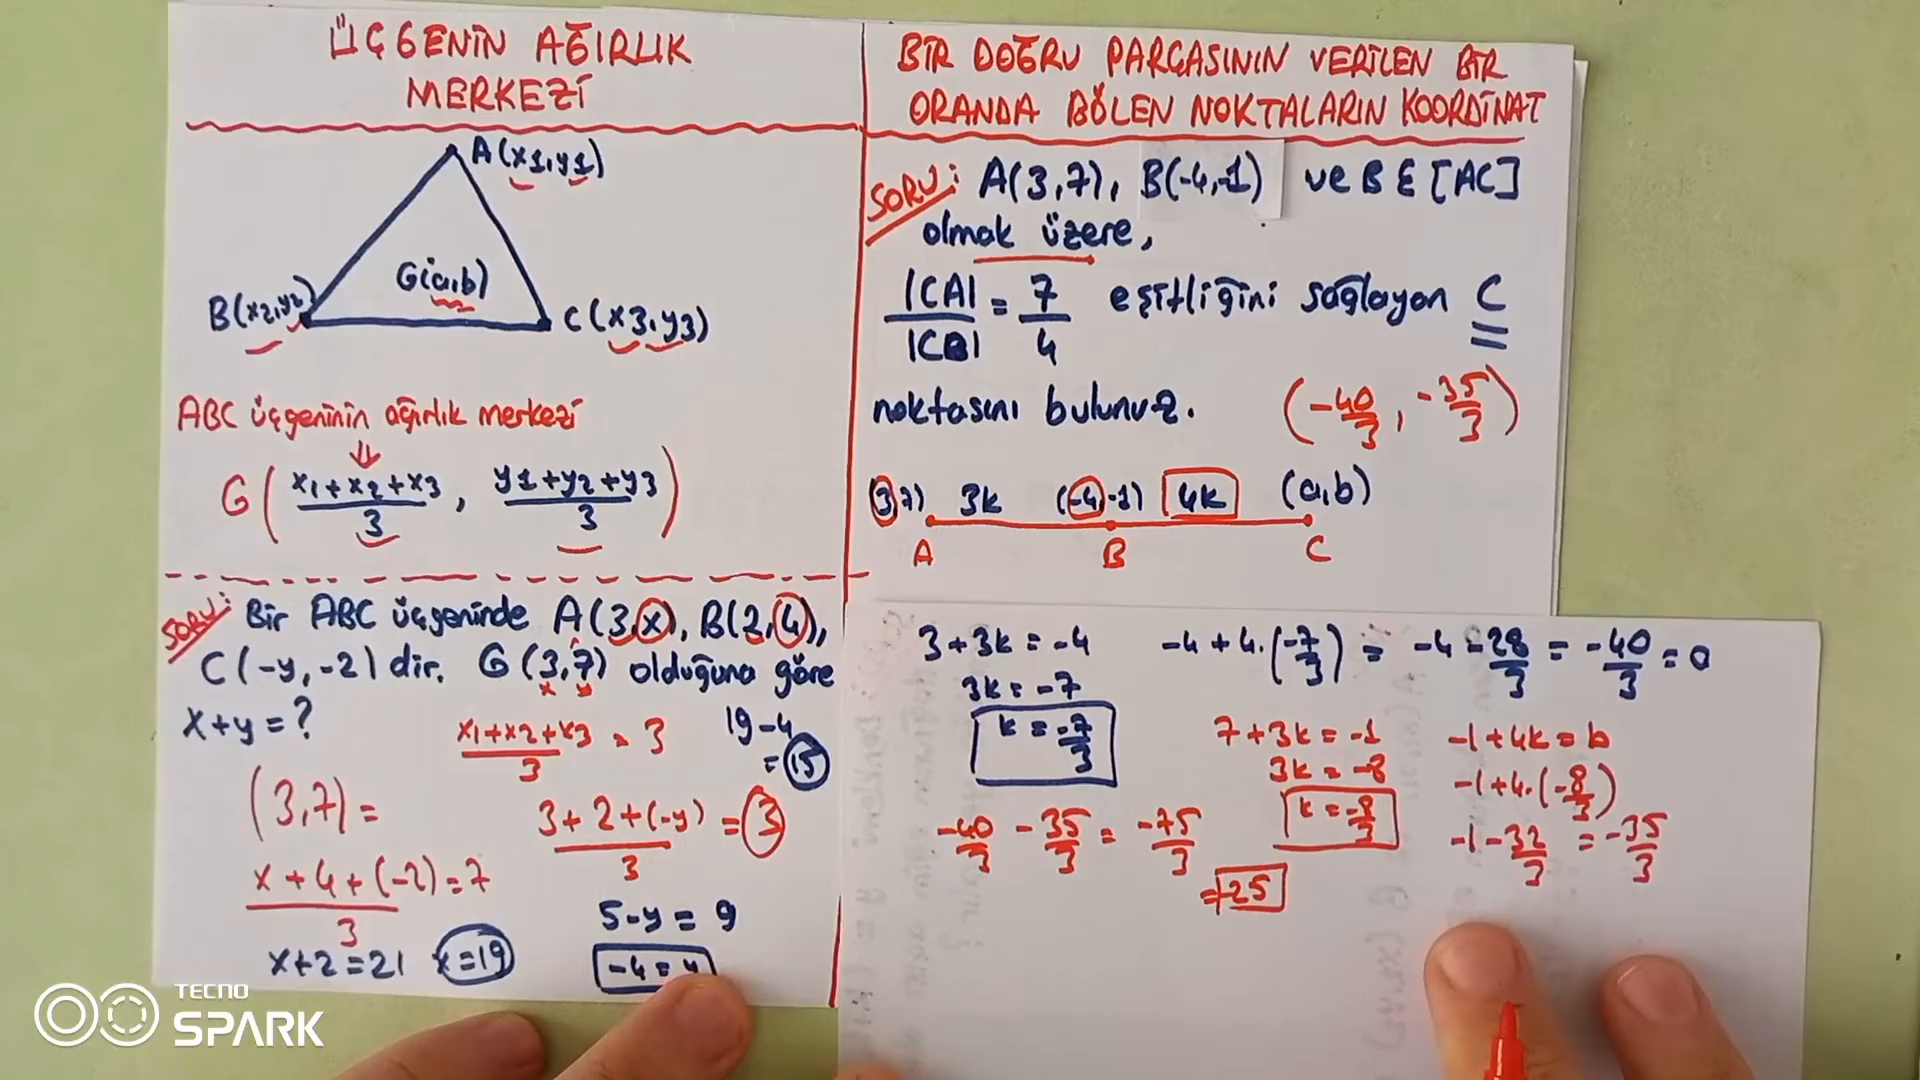 ÜÇGENİN AĞIRLIK
MERKEZİ
A(x1,y1)
G(a,b)
B(x2,y2)
C(x3,y3)
ABC üçgeninin ağırlık merkezi
⇓
G( x1+x2+x3/3 , y1+y2+y3/3 )
SORU: Bir ABC üçgeninde A(3,x), B(2,4),
C(-y,-2) dir. G(3,7) olduğuna göre
x y
x+y=?
x1+x2+x3/3 = 3
19-4
=15
(3,7)=
3+2+(-y)/3 = 3
x+4+(-2)/3 = 7
5-y=9
x+2=21 x=19
-4=y
BİR DOĞRU PARÇASININ VERİLEN BİR
ORANDA BÖLEN NOKTALARIN KOORDİNAT
SORU: A(3,7), B(-4,-1) ve B ∈ [AC]
olmak üzere,
|CA|/|CB| = 7/4 eşitliğini sağlayan C
noktasını bulunuz. (-40/3, -35/3)
(3,7) 3k (-4,-1) 4k (a,b)
A B C
3+3k=-4
3k=-7
k=-7/3
-4+4.(-7/3) = -4-28/3 = -40/3 = a
7+3k=-1
3k=-8
k=-8/3
-1+4k=b
-1+4.(-8/3)
-1-32/3 = -35/3
-40/3 -35/3 = -75/3
=-25
TECNO
SPARK